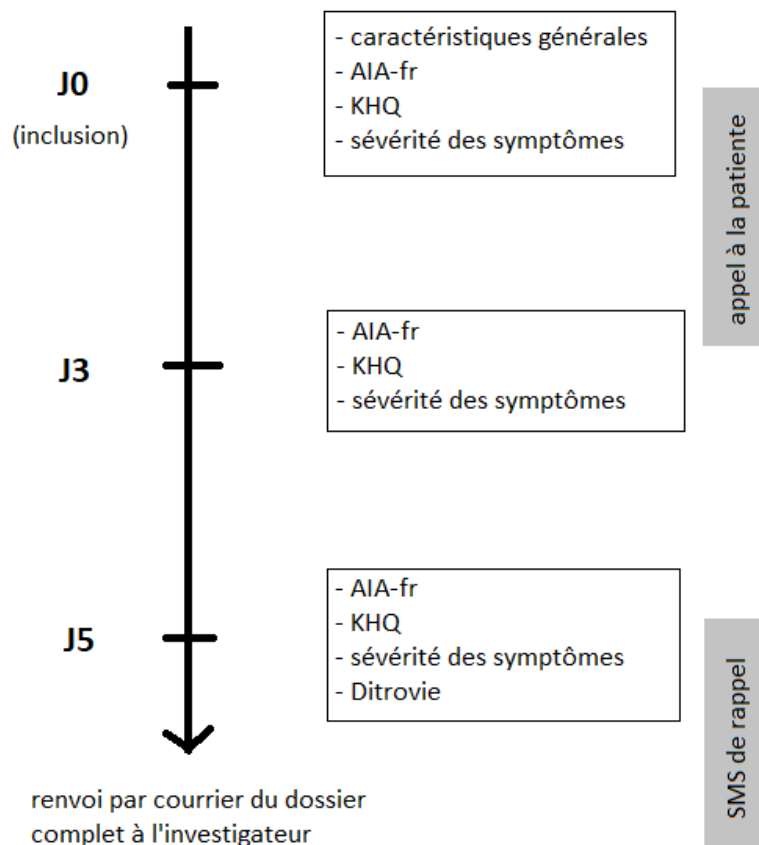 J0
(inclusion)
- caractéristiques générales
- AIA-fr
- KHQ
- sévérité des symptômes
appel à la patiente
J3
- AIA-fr
- KHQ
- sévérité des symptômes
J5
- AIA-fr
- KHQ
- sévérité des symptômes
- Ditrovie
SMS de rappel
renvoi par courrier du dossier
complet à l'investigateur